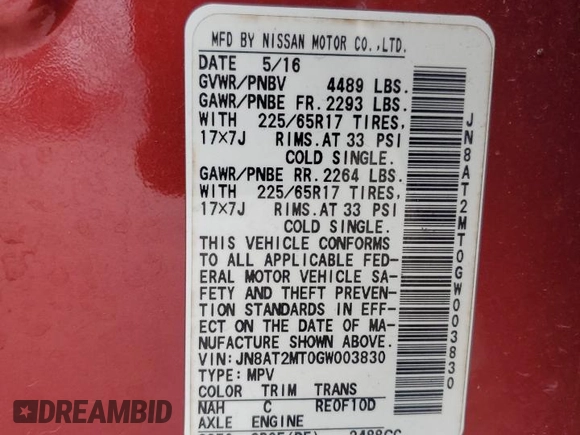 MFD BY NISSAN MOTOR CO.,LTD.
DATE 5/16
GVWR/PNBV 4489 LBS.
GAWR/PNBE FR. 2293 LBS.
WITH 225/65R17 TIRES,
17×7J RIMS.AT 33 PSI
COLD SINGLE.
GAWR/PNBE RR. 2264 LBS.
WITH 225/65R17 TIRES,
17×7J RIMS.AT 33 PSI
COLD SINGLE.
THIS VEHICLE CONFORMS
TO ALL APPLICABLE FED-
ERAL MOTOR VEHICLE SA-
FETY AND THEFT PREVEN-
TION STANDARDS IN EFF-
ECT ON THE DATE OF MA-
NUFACTURE SHOWN ABOVE.
VIN:JN8AT2MT0GW003830
TYPE:MPV
COLOR TRIM TRANS
NAH C RE0F10D
AXLE ENGINE
JN8AT2MT0GW003830
DREAMBID